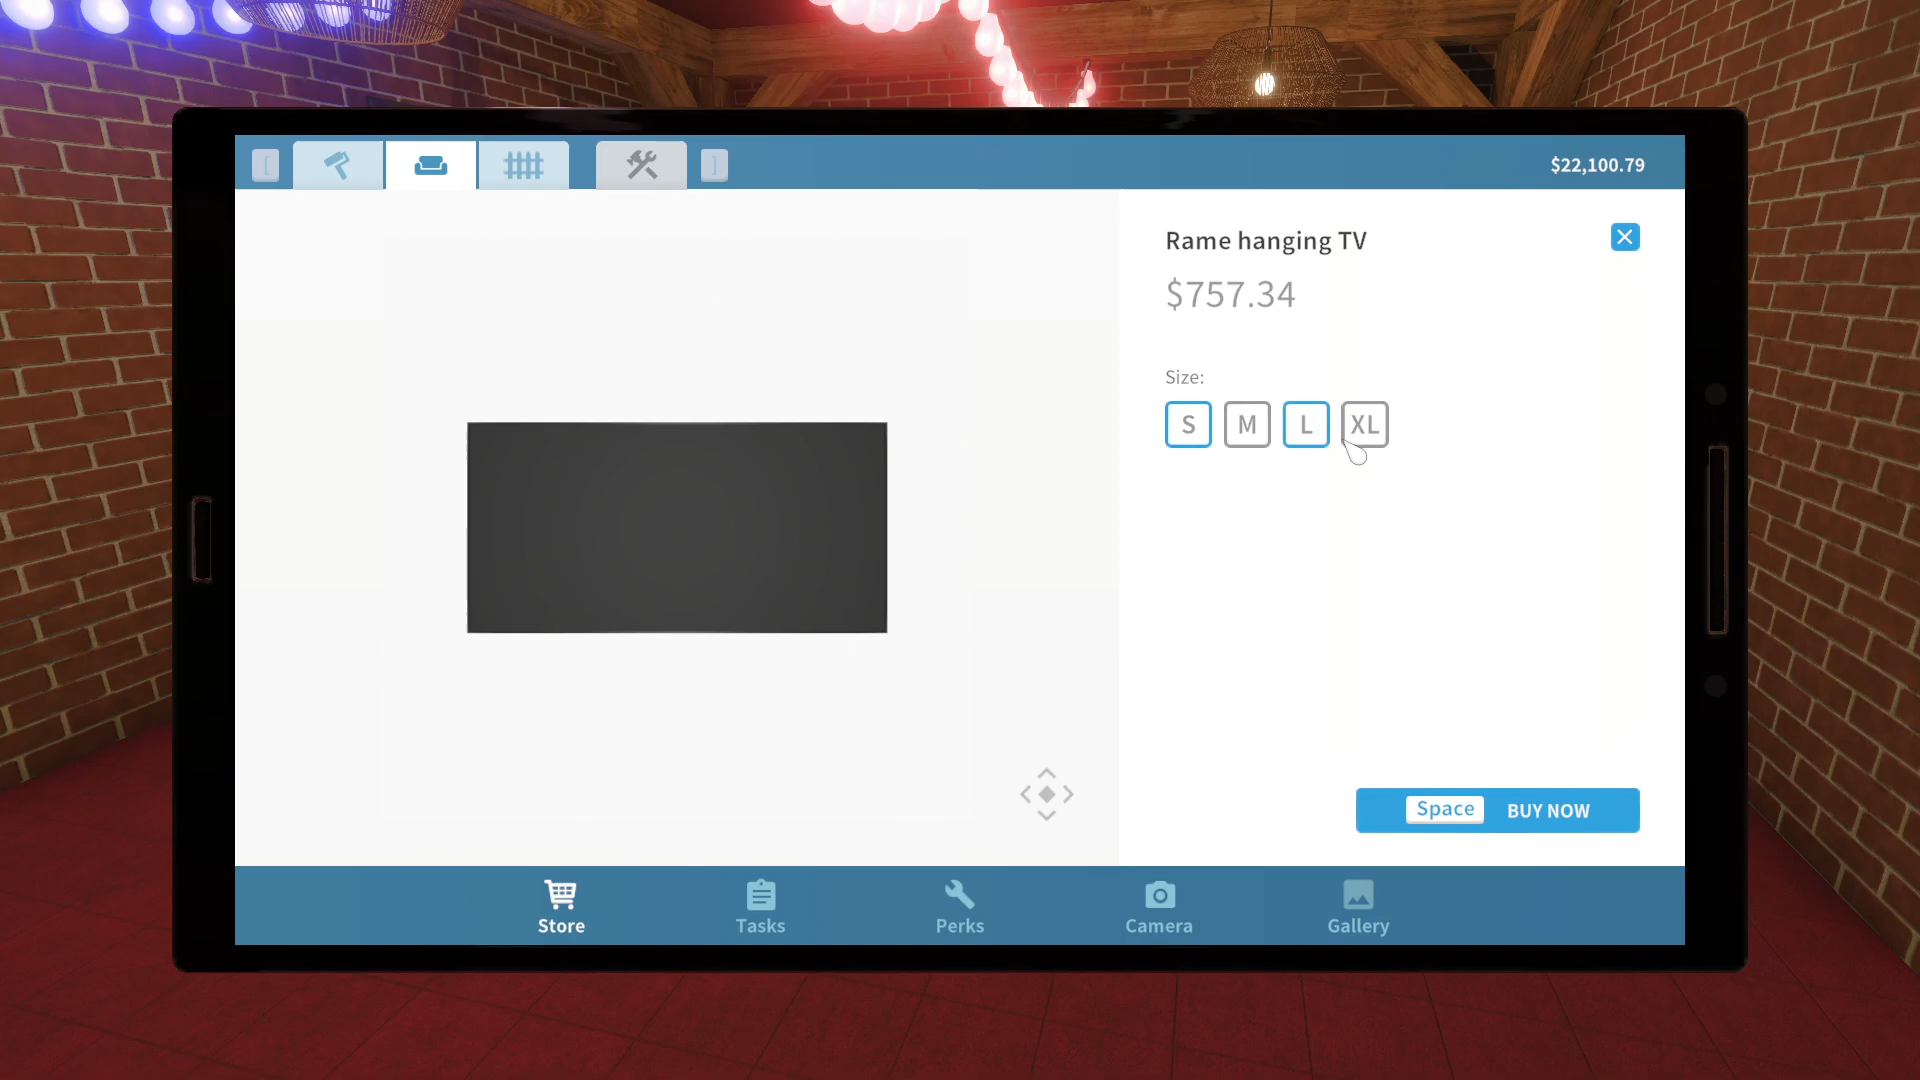 [
]
$22,100.79
Rame hanging TV
$757.34
Size:
S M L XL
Space BUY NOW
Store Tasks Perks Camera Gallery